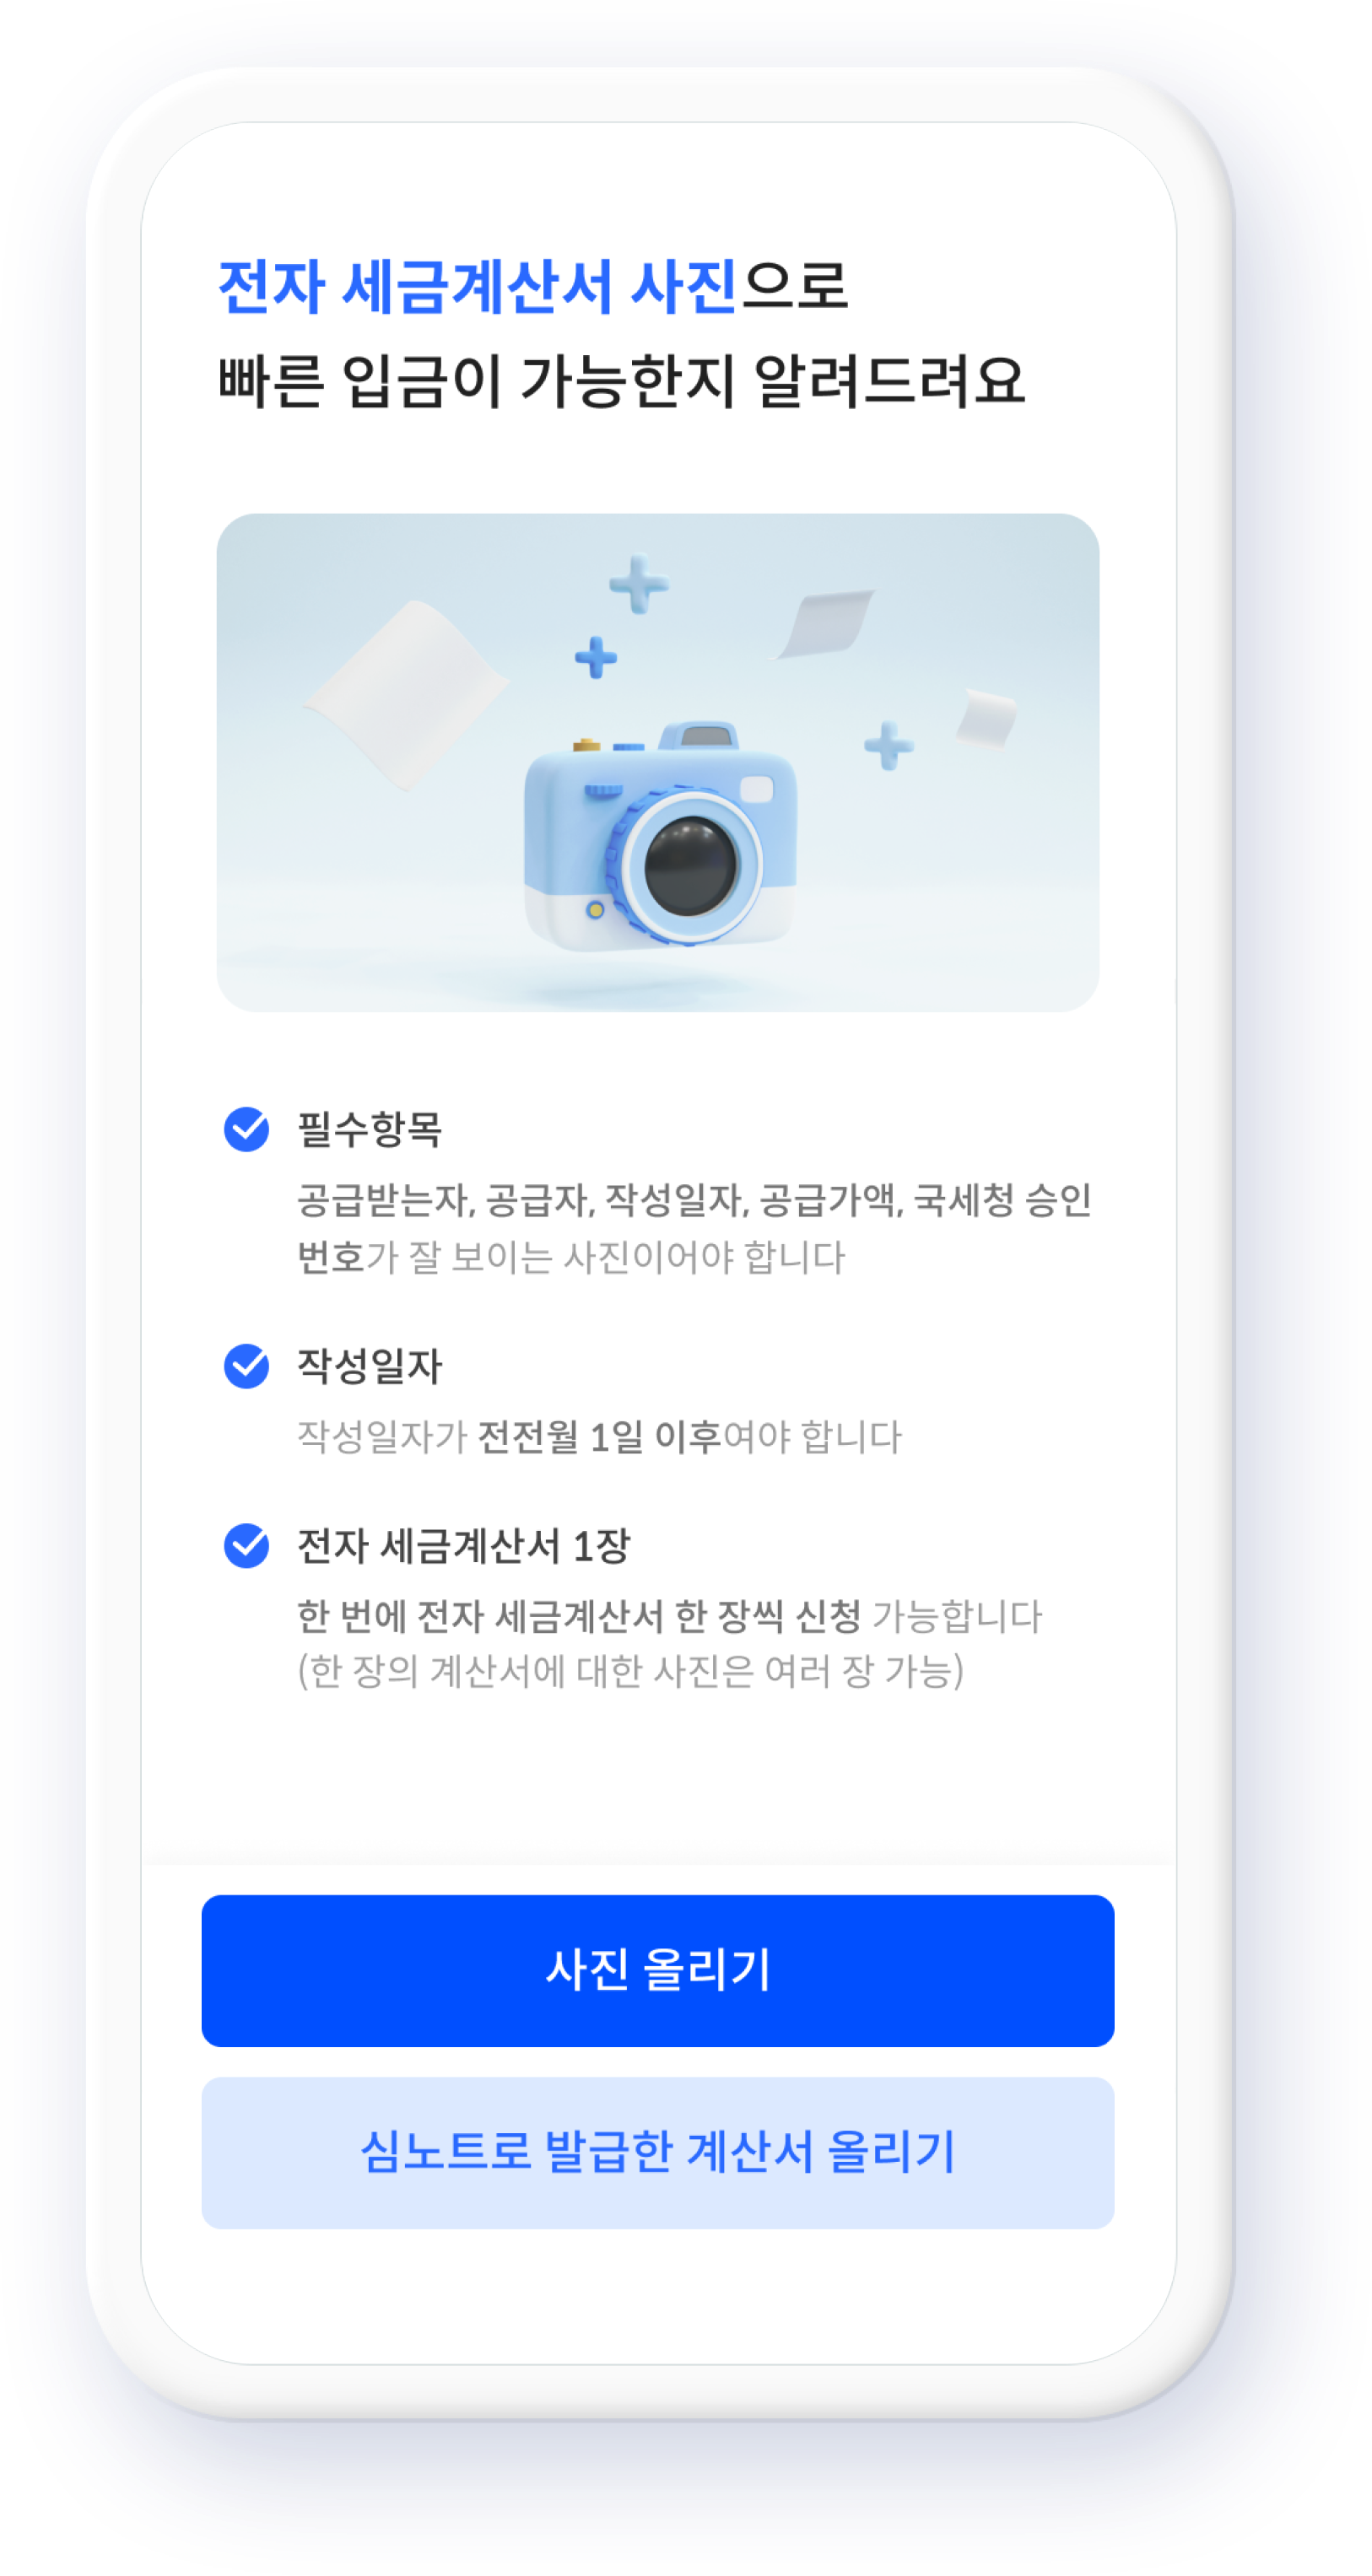 전자 세금계산서 사진으로
빠른 입금이 가능한지 알려드려요
필수항목
공급받는자, 공급자, 작성일자, 공급가액, 국세청 승인
번호가 잘 보이는 사진이어야 합니다
작성일자
작성일자가 전전월 1일 이후여야 합니다
전자 세금계산서 1장
한 번에 전자 세금계산서 한 장씩 신청 가능합니다
(한 장의 계산서에 대한 사진은 여러 장 가능)
사진 올리기
심노트로 발급한 계산서 올리기